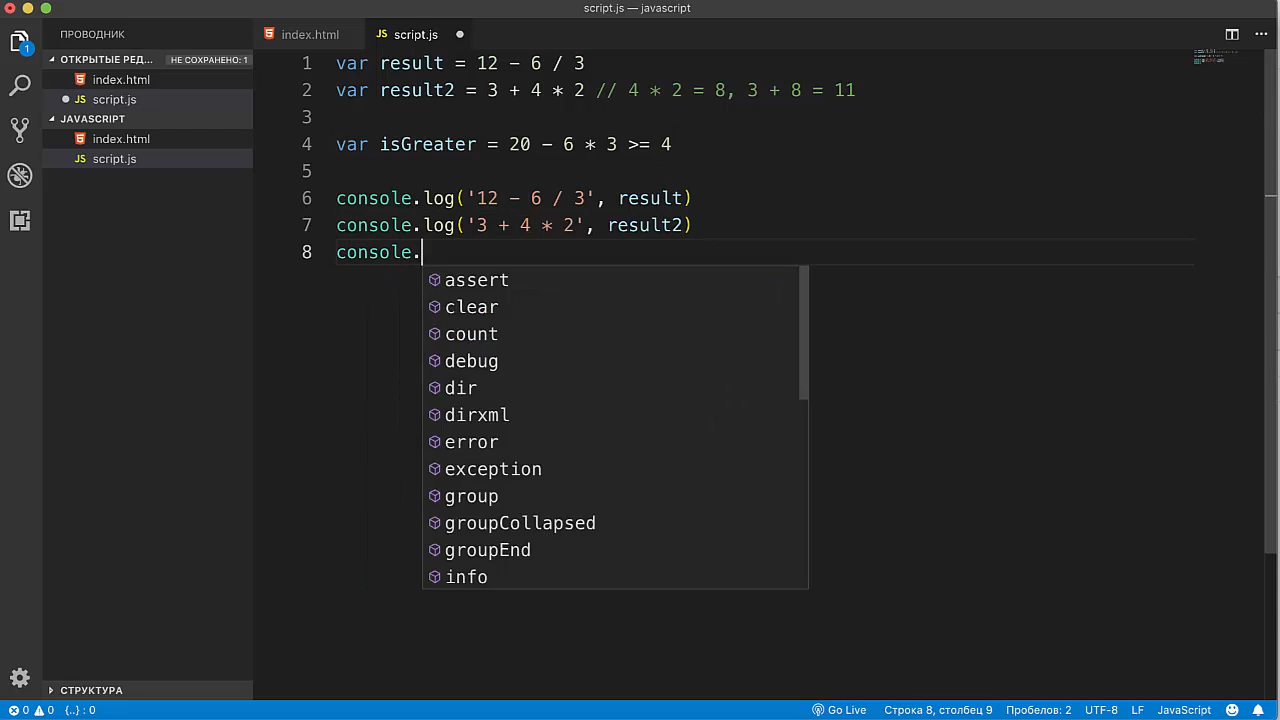 script.js — javascript
ПРОВОДНИК
ОТКРЫТЫЕ РЕД... НЕ СОХРАНЕНО: 1
index.html
JS script.js
JAVASCRIPT
index.html
JS script.js
СТРУКТУРА
index.html
JS script.js
1 var result = 12 - 6 / 3
2 var result2 = 3 + 4 * 2 // 4 * 2 = 8, 3 + 8 = 11
3
4 var isGreater = 20 - 6 * 3 >= 4
5
6 console.log('12 - 6 / 3', result)
7 console.log('3 + 4 * 2', result2)
8 console.
assert
clear
count
debug
dir
dirxml
error
exception
group
groupCollapsed
groupEnd
info
1
0 0 {..} : 0
Go Live Строка 8, столбец 9 Пробелов: 2 UTF-8 LF JavaScript